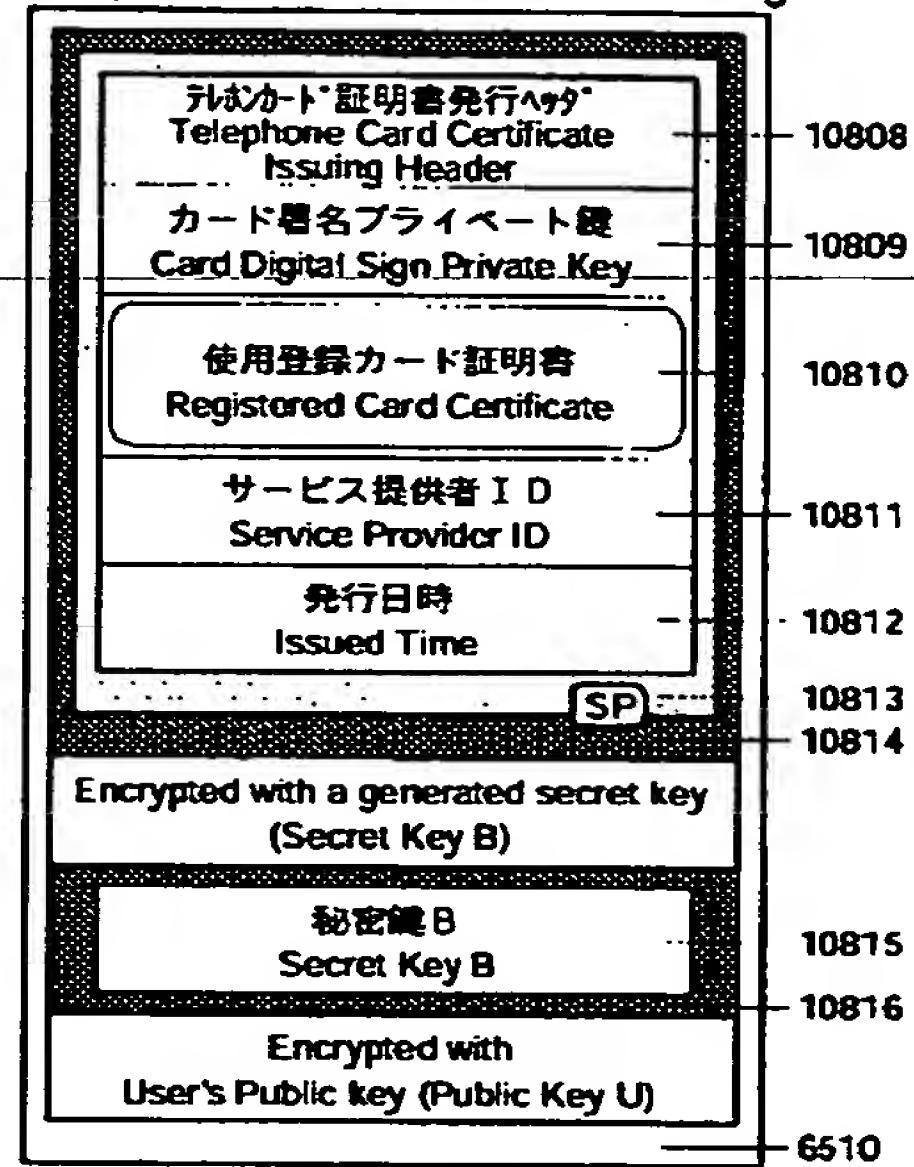 テレホンカード証明書発行ヘッダ
Telephone Card Certificate
Issuing Header
10808
カード署名プライベート鍵
Card Digital Sign Private Key
10809
使用登録カード証明書
Registered Card Certificate
10810
サービス提供者ID
Service Provider ID
10811
発行日時
Issued Time
10812
SP
10813
10814
Encrypted with a generated secret key
(Secret Key B)
秘密鍵B
Secret Key B
10815
10816
Encrypted with
User's Public key (Public Key U)
6510